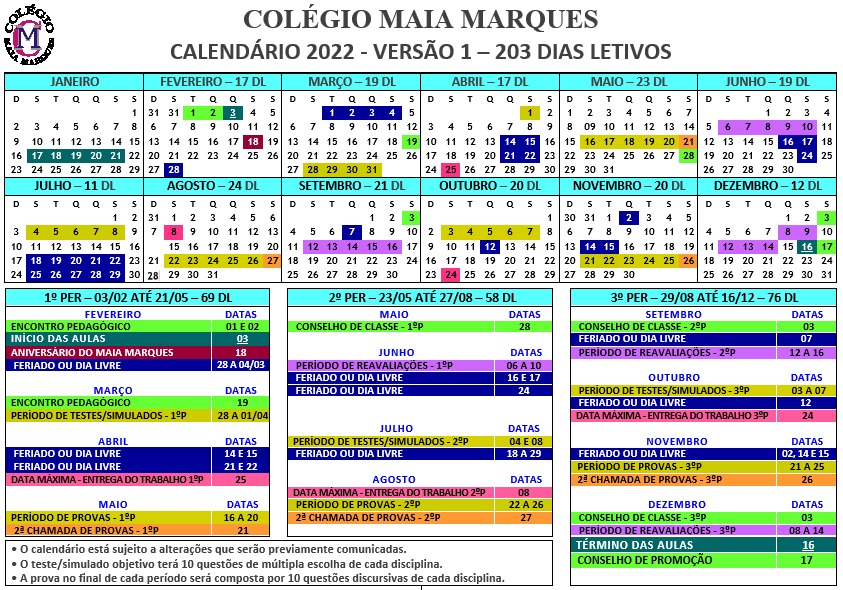 COLÉGIO MAIA MARQUES
COLÉGIO MAIA MARQUES
CM
CALENDÁRIO 2022 - VERSÃO 1 – 203 DIAS LETIVOS
JANEIRO
D S T Q Q S S
1
2 3 4 5 6 7 8
9 10 11 12 13 14 15
16 17 18 19 20 21 22
23 24 25 26 27 28 29
FEVEREIRO – 17 DL
D S T Q Q S S
31 31 1 2 3 4 5
6 7 8 9 10 11 12
13 14 15 16 17 18 19
20 21 22 23 24 25 26
27 28
MARÇO – 19 DL
D S T Q Q S S
1 2 3 4 5
6 7 8 9 10 11 12
13 14 15 16 17 18 19
20 21 22 23 24 25 26
27 28 29 30 31
ABRIL – 17 DL
D S T Q Q S S
1 2
3 4 5 6 7 8 9
10 11 12 13 14 15 16
17 18 19 20 21 22 23
24 25 26 27 28 29 30
MAIO – 23 DL
D S T Q Q S S
1 2 3 4 5 6 7
8 09 10 11 12 13 14
15 16 17 18 19 20 21
22 23 24 25 26 27 28
29 30 31
JUNHO – 19 DL
D S T Q Q S S
1 2 3 4
5 6 7 8 9 10 11
12 13 14 15 16 17 18
19 20 21 22 23 24 25
26 27 28 29 30
JULHO – 11 DL
D S T Q Q S S
1 2
3 4 5 6 7 8 9
10 11 12 13 14 15 16
17 18 19 20 21 22 23
24 25 26 27 28 29 30
AGOSTO – 24 DL
D S T Q Q S S
31 1 2 3 4 5 6
7 8 9 10 11 12 13
15 16 17 18 19 20
21 22 23 24 25 26 27
28 29 30 31
SETEMBRO – 21 DL
D S T Q Q S S
1 2 3
4 5 6 7 8 9 10
11 12 13 14 15 16 17
18 19 20 21 22 23 24
25 26 27 28 29 30
OUTUBRO – 20 DL
D S T Q Q S S
1
2 3 4 5 6 7 8
9 10 11 12 13 14 15
16 17 18 19 20 21 22
23 24 25 26 27 28 29
NOVEMBRO – 20 DL
D S T Q Q S S
30 31 1 2 3 4 5
6 7 8 9 10 11 12
13 14 15 16 17 18 19
20 21 22 23 24 25 26
27 28 29 30
DEZEMBRO – 12 DL
D S T Q Q S S
1 2 3
4 5 6 7 8 9 10
11 12 13 14 15 16 17
18 19 20 21 22 23 24
25 26 27 28 29 30 31
1º PER – 03/02 ATÉ 21/05 – 69 DL
FEVEREIRO DATAS
ENCONTRO PEDAGÓGICO 01 E 02
INÍCIO DAS AULAS 03
ANIVERSÁRIO DO MAIA MARQUES 18
FERIADO OU DIA LIVRE 28 A 04/03
MARÇO DATAS
ENCONTRO PEDAGÓGICO 19
PERÍODO DE TESTES/SIMULADOS - 1ºP 28 A 01/04
ABRIL DATAS
FERIADO OU DIA LIVRE 14 E 15
FERIADO OU DIA LIVRE 21 E 22
DATA MÁXIMA - ENTREGA DO TRABALHO 1ºP 25
MAIO DATAS
PERÍODO DE PROVAS - 1ºP 16 A 20
2ª CHAMADA DE PROVAS - 1ºP 21
2º PER – 23/05 ATÉ 27/08 – 58 DL
MAIO DATAS
CONSELHO DE CLASSE - 1ºP 28
JUNHO DATAS
PERÍODO DE REAVALIAÇÕES - 1ºP 06 A 10
FERIADO OU DIA LIVRE 16 E 17
FERIADO OU DIA LIVRE 24
JULHO DATAS
PERÍODO DE TESTES/SIMULADOS - 2ºP 04 E 08
FERIADO OU DIA LIVRE 18 A 29
AGOSTO DATAS
DATA MÁXIMA - ENTREGA DO TRABALHO 2ºP 08
PERÍODO DE PROVAS - 2ºP 22 A 26
2ª CHAMADA DE PROVAS - 2ºP 27
3º PER – 29/08 ATÉ 16/12 – 76 DL
SETEMBRO DATAS
CONSELHO DE CLASSE - 2ºP 03
FERIADO OU DIA LIVRE 07
PERÍODO DE REAVALIAÇÕES - 2ºP 12 A 16
OUTUBRO DATAS
PERÍODO DE TESTES/SIMULADOS - 3ºP 03 A 07
FERIADO OU DIA LIVRE 12
DATA MÁXIMA - ENTREGA DO TRABALHO 3ºP 24
NOVEMBRO DATAS
FERIADO OU DIA LIVRE 02, 14 E 15
PERÍODO DE PROVAS - 3ºP 21 A 25
2ª CHAMADA DE PROVAS - 3ºP 26
DEZEMBRO DATAS
CONSELHO DE CLASSE - 3ºP 03
PERÍODO DE REAVALIAÇÕES - 3ºP 08 A 14
TÉRMINO DAS AULAS 16
CONSELHO DE PROMOÇÃO 17
• O calendário está sujeito a alterações que serão previamente comunicadas.
• O teste/simulado objetivo terá 10 questões de múltipla escolha de cada disciplina.
• A prova no final de cada período será composta por 10 questões discursivas de cada disciplina.